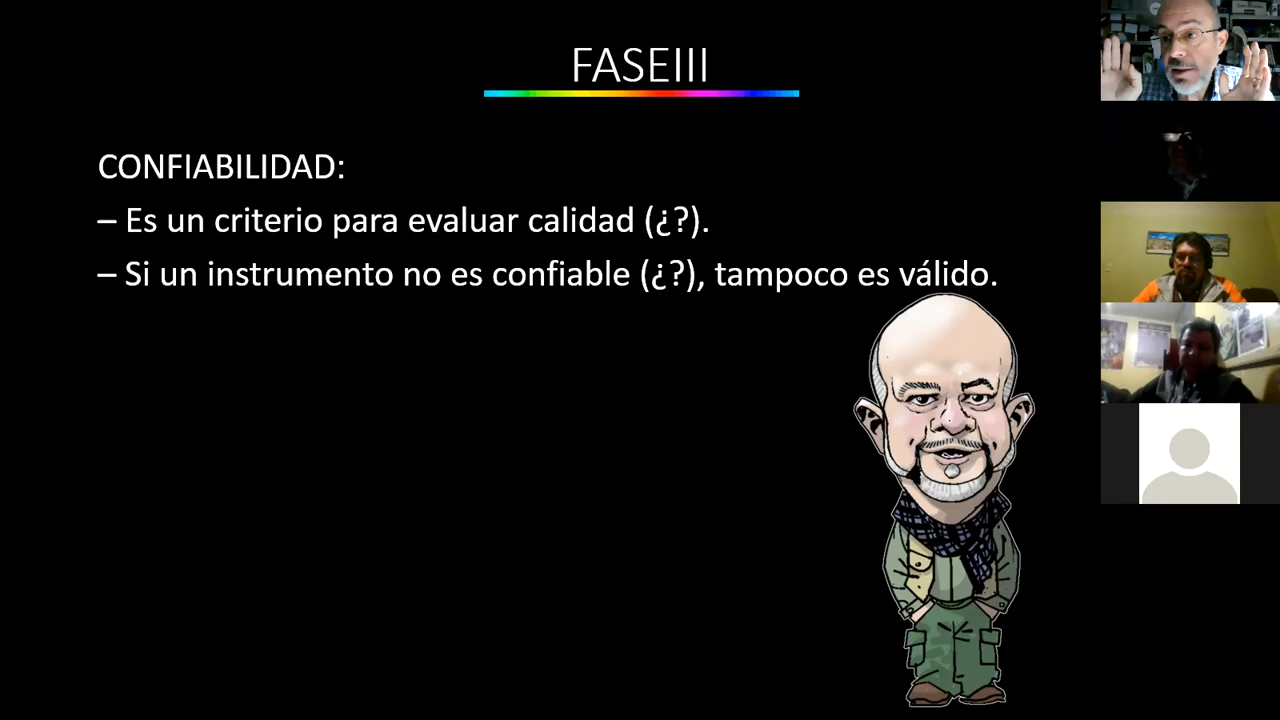 FASEIII
CONFIABILIDAD:
– Es un criterio para evaluar calidad (¿?).
– Si un instrumento no es confiable (¿?), tampoco es válido.